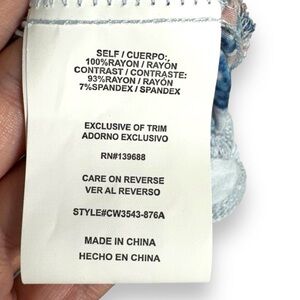 SELF / CUERPO:
100%RAYON / RAYÓN
CONTRAST / CONTRASTE:
93%RAYON / RAYÓN
7%SPANDEX / SPANDEX
EXCLUSIVE OF TRIM
ADORNO EXCLUSIVO
RN#139688
CARE ON REVERSE
VER AL REVERSO
STYLE#CW3543-876A
MADE IN CHINA
HECHO EN CHINA